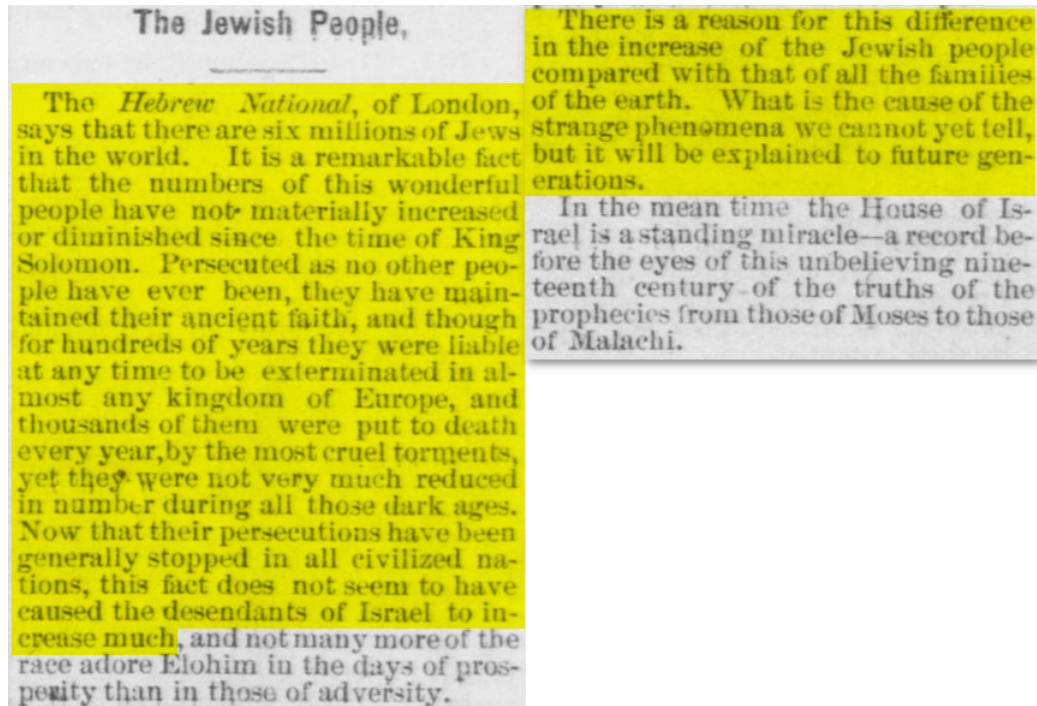 The Jewish People,
The Hebrew National, of London,
says that there are six millions of Jews
in the world. It is a remarkable fact
that the numbers of this wonderful
people have not materially increased
or diminished since the time of King
Solomon. Persecuted as no other peo-
ple have ever been, they have main-
tained their ancient faith, and though
for hundreds of years they were liable
at any time to be exterminated in al-
most any kingdom of Europe, and
thousands of them were put to death
every year, by the most cruel torments,
yet they were not very much reduced
in number during all those dark ages.
Now that their persecutions have been
generally stopped in all civilized na-
tions, this fact does not seem to have
caused the desendants of Israel to in-
crease much, and not many more of the
race adore Elohim in the days of pros-
perity than in those of adversity.
There is a reason for this difference
in the increase of the Jewish people
compared with that of all the families
of the earth. What is the cause of the
strange phenomena we cannot yet tell,
but it will be explained to future gen-
erations.
In the mean time the House of Is-
rael is a standing miracle—a record be-
fore the eyes of this unbelieving nine-
teenth century of the truths of the
prophecies from those of Moses to those
of Malachi.